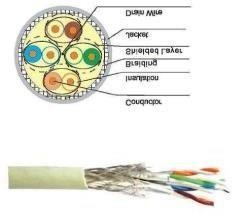 Drain Wire
Jacket
Shielded Layer
Braiding
Insulation
Conductor